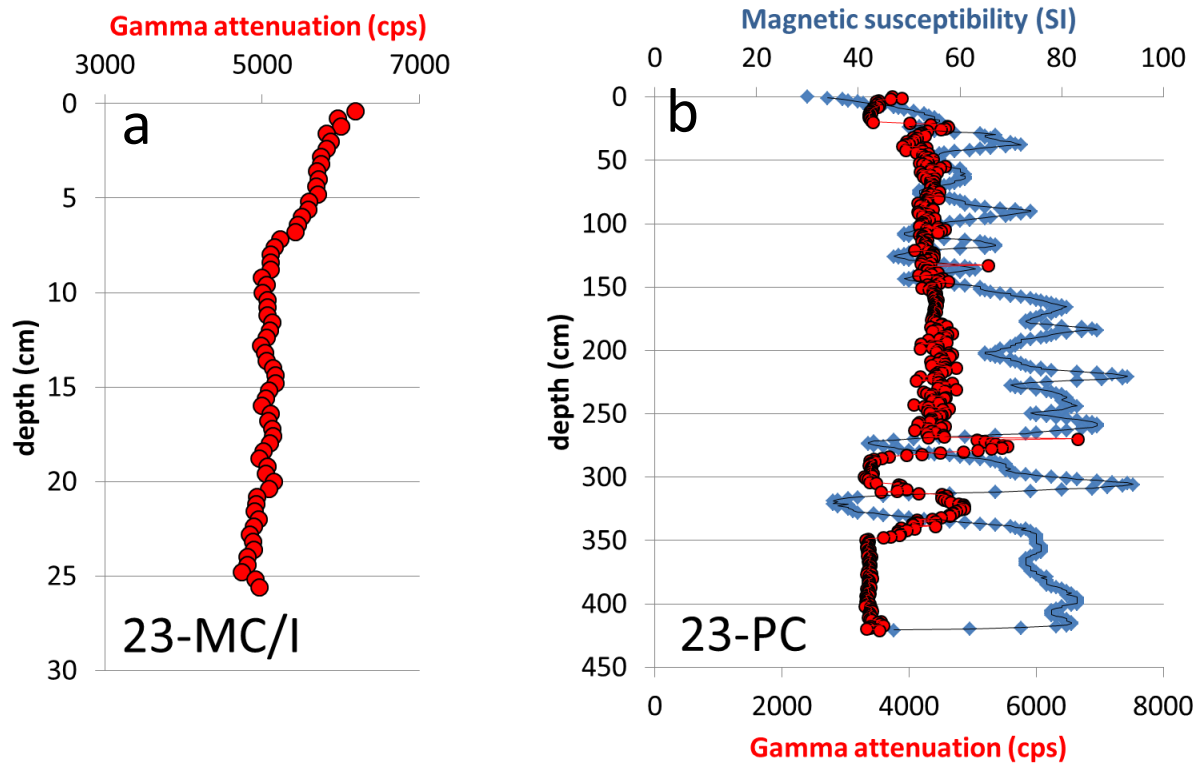 Gamma attenuation (cps)
3000 5000 7000
a
depth (cm)
0
5
10
15
20
25
30
23-MC/I
Magnetic susceptibility (SI)
0 20 40 60 80 100
b
depth (cm)
0
50
100
150
200
250
300
350
400
450
23-PC
0 2000 4000 6000 8000
Gamma attenuation (cps)